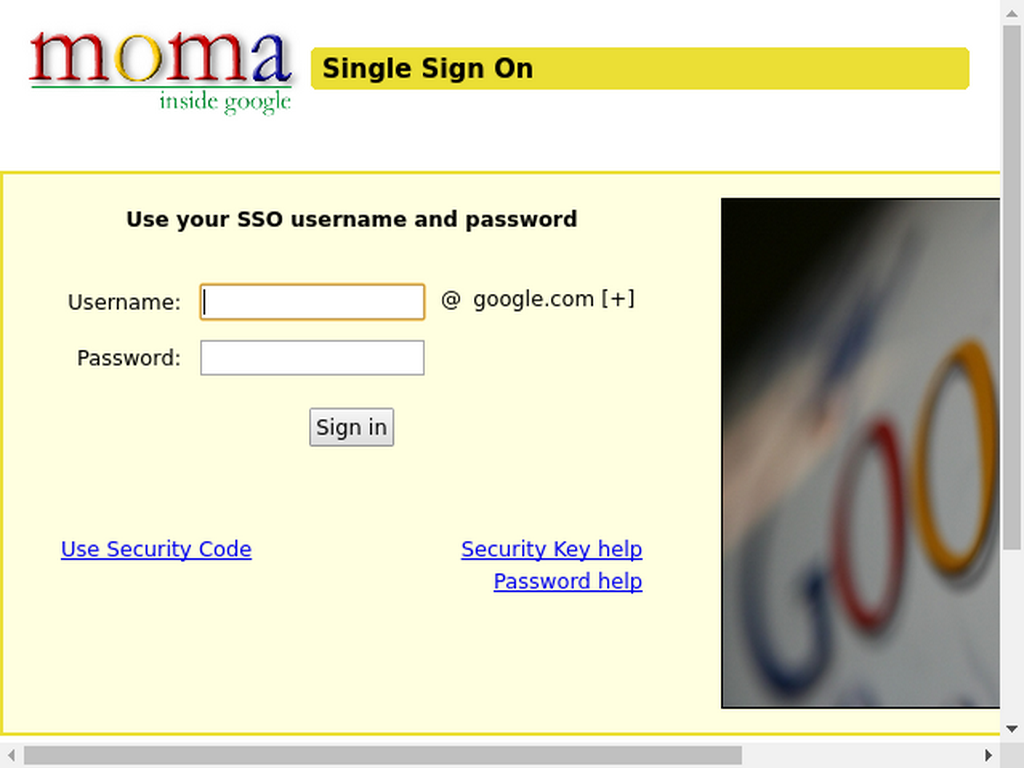 moma
inside google
Single Sign On
Use your SSO username and password
Username:
@ google.com [+]
Password:
Sign in
Use Security Code
Security Key help
Password help
GOO